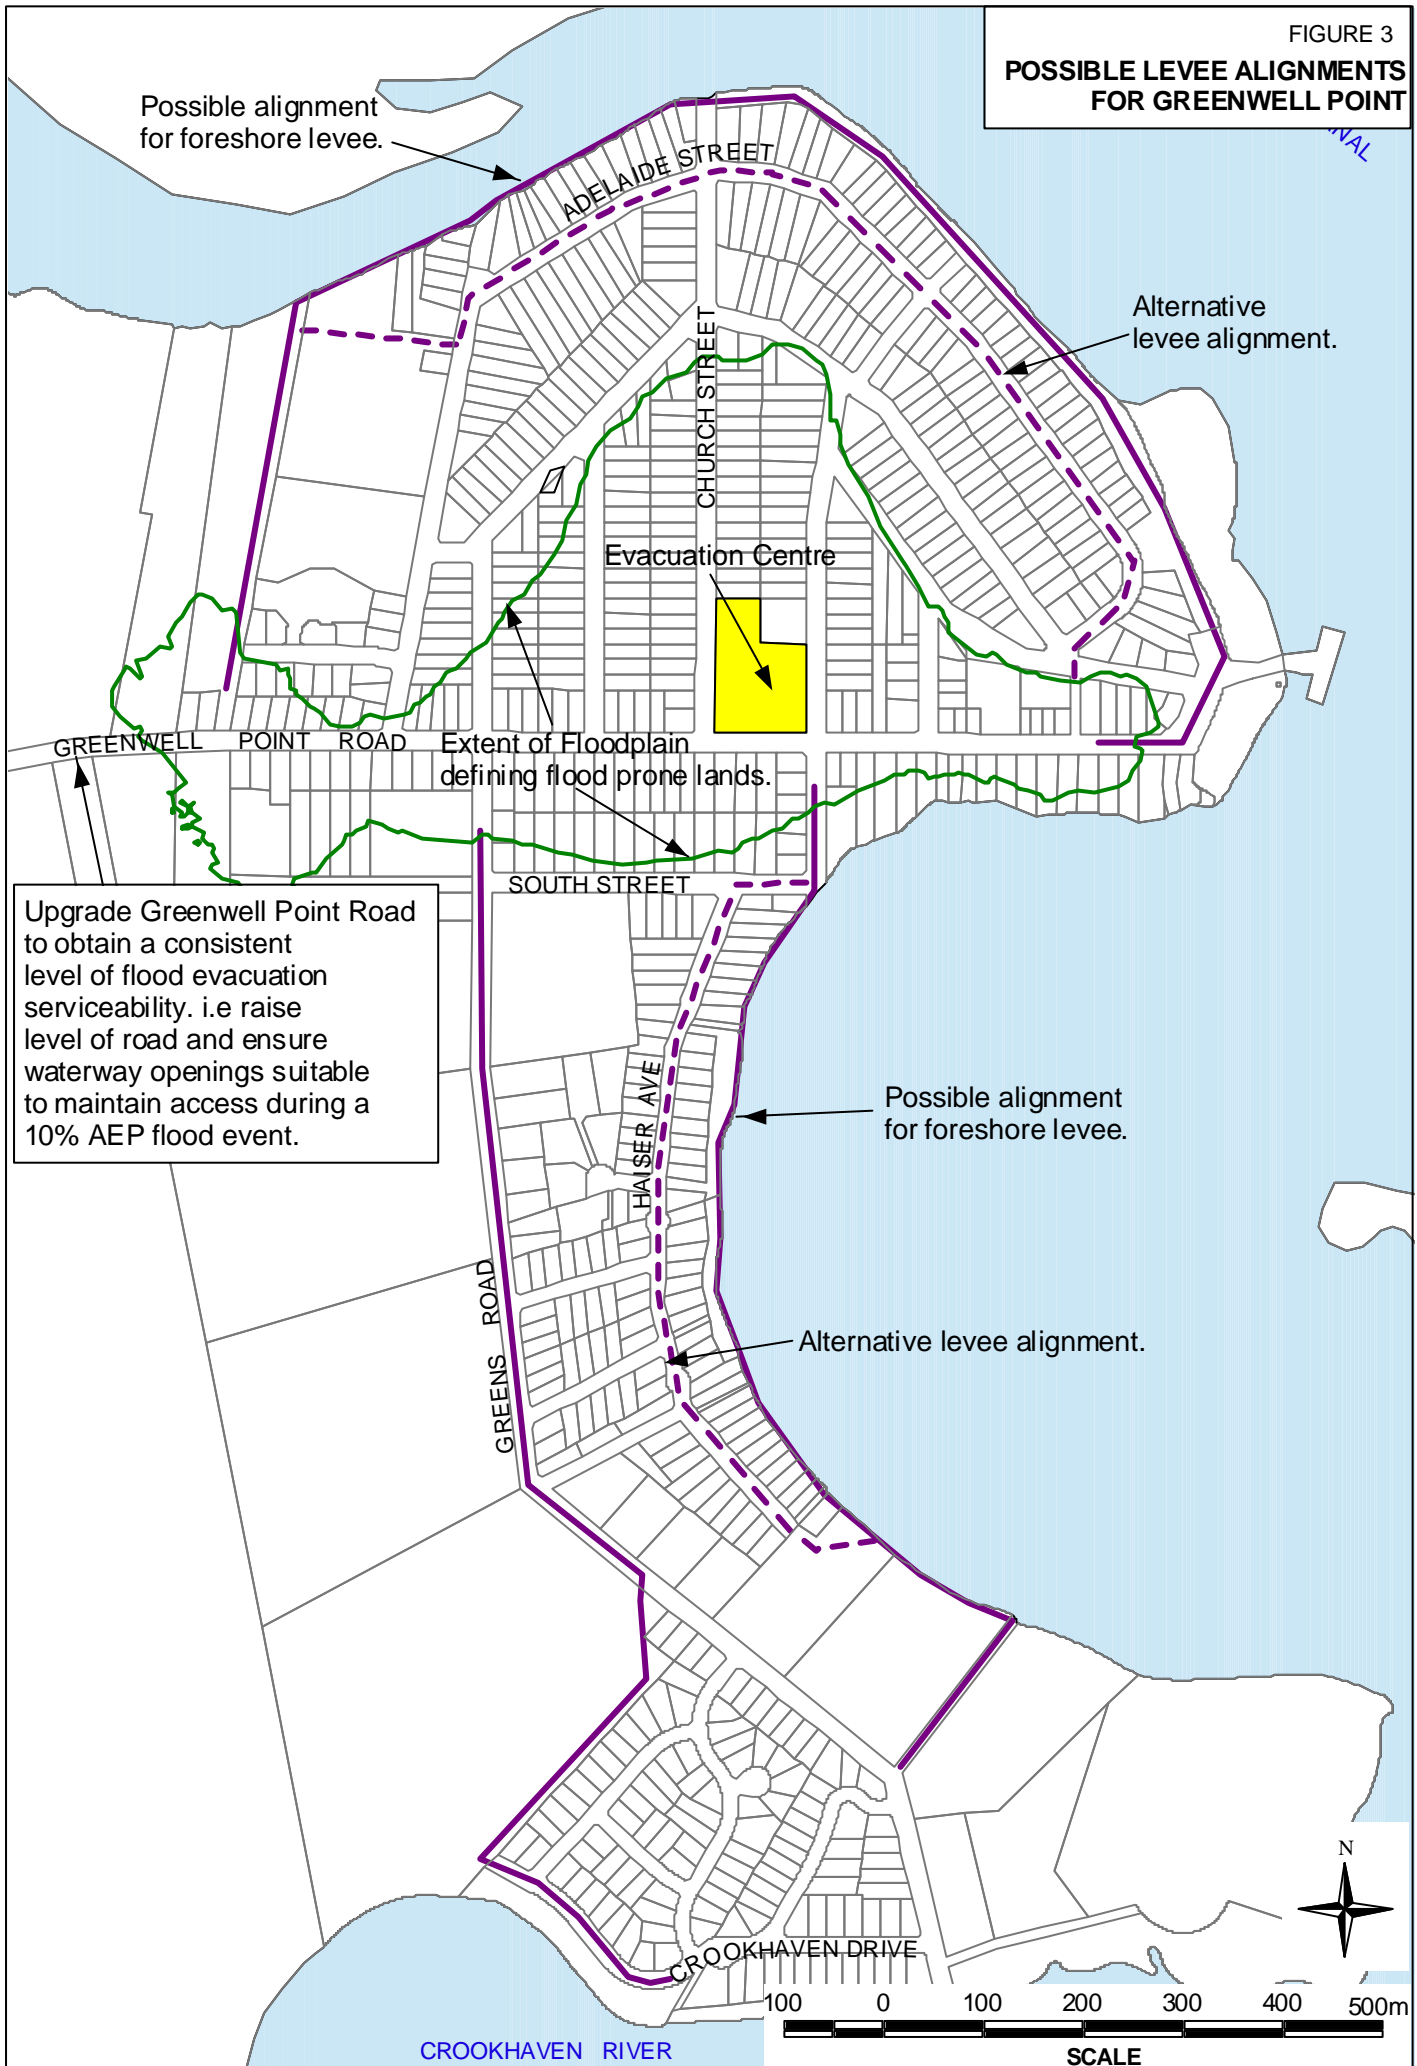 FIGURE 3
POSSIBLE LEVEE ALIGNMENTS
FOR GREENWELL POINT
Possible alignment
for foreshore levee.
ADELAIDE STREET
Alternative
levee alignment.
CHURCH STREET
Evacuation Centre
GREENWELL POINT ROAD
Extent of Floodplain
defining flood prone lands.
SOUTH STREET
Upgrade Greenwell Point Road
to obtain a consistent
level of flood evacuation
serviceability. i.e raise
level of road and ensure
waterway openings suitable
to maintain access during a
10% AEP flood event.
HAISER AVE
Possible alignment
for foreshore levee.
GREENS ROAD
Alternative levee alignment.
N
CROOKHAVEN DRIVE
100 0 100 200 300 400 500m
SCALE
CROOKHAVEN RIVER